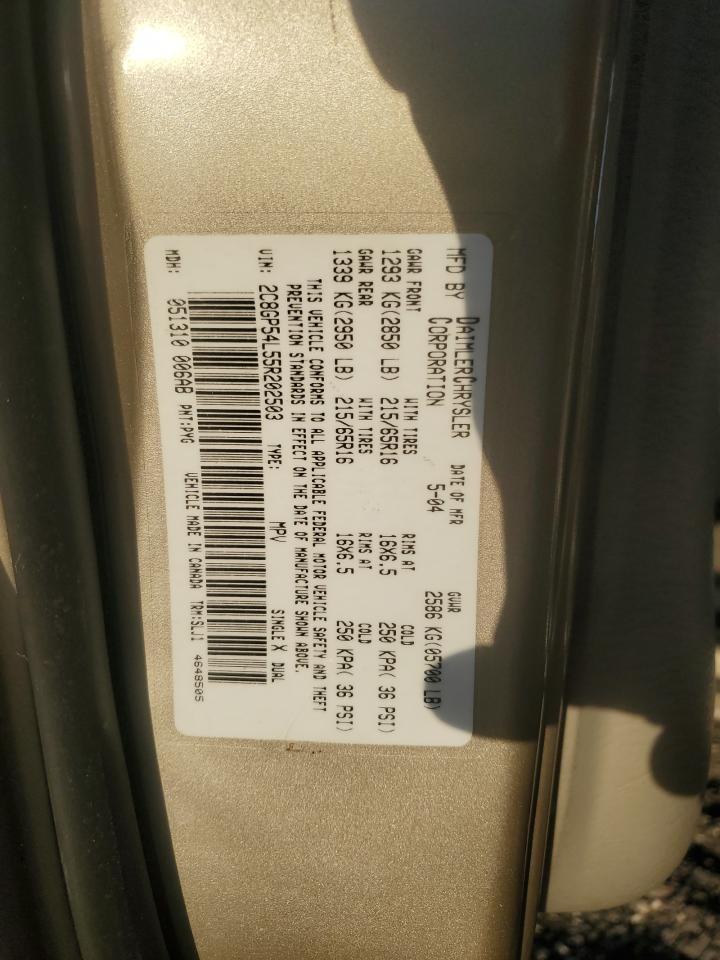 MFD BY DAIMLERCHRYSLER DATE OF MFR GVWR
CORPORATION 5-04 2586 KG(05700 LB)
GAWR FRONT WITH TIRES RIMS AT COLD
1293 KG(2850 LB) 215/65R16 16X6.5 250 KPA( 36 PSI)
GAWR REAR WITH TIRES RIMS AT COLD
1339 KG(2950 LB) 215/65R16 16X6.5 250 KPA( 36 PSI)
THIS VEHICLE CONFORMS TO ALL APPLICABLE FEDERAL MOTOR VEHICLE SAFETY AND THEFT
PREVENTION STANDARDS IN EFFECT ON THE DATE OF MANUFACTURE SHOWN ABOVE.
VIN: 2C8GP54L55R202503 TYPE: MPV SINGLE X DUAL
MDH: 051310 006AB PNT:PYG VEHICLE MADE IN CANADA TRM:SLJ1 4648505